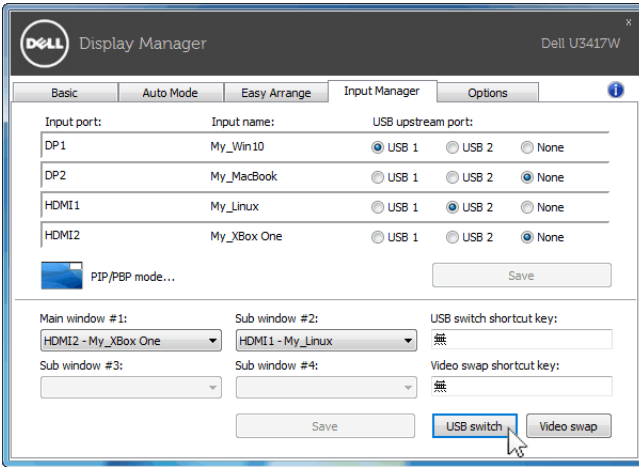 x
DELL Display Manager Dell U3417W
Basic Auto Mode Easy Arrange Input Manager Options i
Input port: Input name: USB upstream port:
DP1 My_Win10 USB 1 USB 2 None
DP2 My_MacBook USB 1 USB 2 None
HDMI1 My_Linux USB 1 USB 2 None
HDMI2 My_XBox One USB 1 USB 2 None
PIP/PBP mode... Save
Main window #1: Sub window #2: USB switch shortcut key:
HDMI2 - My_XBox One HDMI1 - My_Linux 無
Sub window #3: Sub window #4: Video swap shortcut key:
無
Save USB switch Video swap